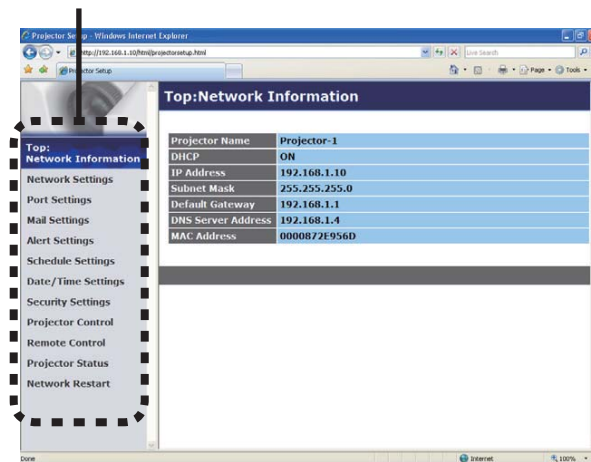 Projector Setup - Windows Internet Explorer
http://192.168.1.10/html/projectorsetup.html
Live Search
Projector Setup
Page
Tools
Top:
Network Information
Network Settings
Port Settings
Mail Settings
Alert Settings
Schedule Settings
Date/Time Settings
Security Settings
Projector Control
Remote Control
Projector Status
Network Restart
Top:Network Information
Projector Name Projector-1
DHCP ON
IP Address 192.168.1.10
Subnet Mask 255.255.255.0
Default Gateway 192.168.1.1
DNS Server Address 192.168.1.4
MAC Address 0000872E956D
Done
Internet
100%